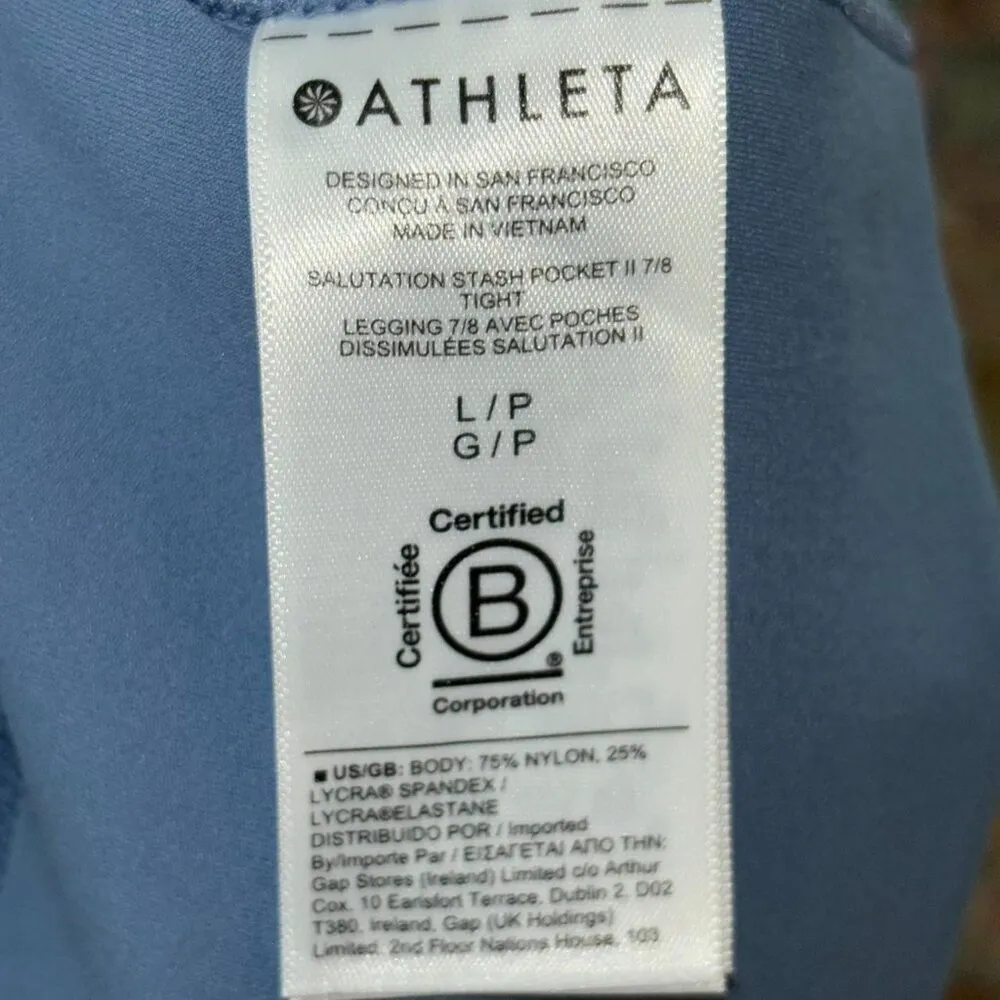 ATHLETA
DESIGNED IN SAN FRANCISCO
CONÇU À SAN FRANCISCO
MADE IN VIETNAM
SALUTATION STASH POCKET II 7/8
TIGHT
LEGGING 7/8 AVEC POCHES
DISSIMULÉES SALUTATION II
L / P
G / P
Certified
Certifiée
B
Entreprise
®
Corporation
■ US/GB: BODY: 75% NYLON, 25%
LYCRA® SPANDEX /
LYCRA®ELASTANE
DISTRIBUIDO POR / Imported
By/Importe Par / ΕΙΣΑΓΕΤΑΙ ΑΠΟ ΤΗΝ:
Gap Stores (Ireland) Limited c/o Arthur
Cox, 10 Earlsfort Terrace, Dublin 2, D02
T380, Ireland, Gap (UK Holdings)
Limited, 2nd Floor Nations House, 103